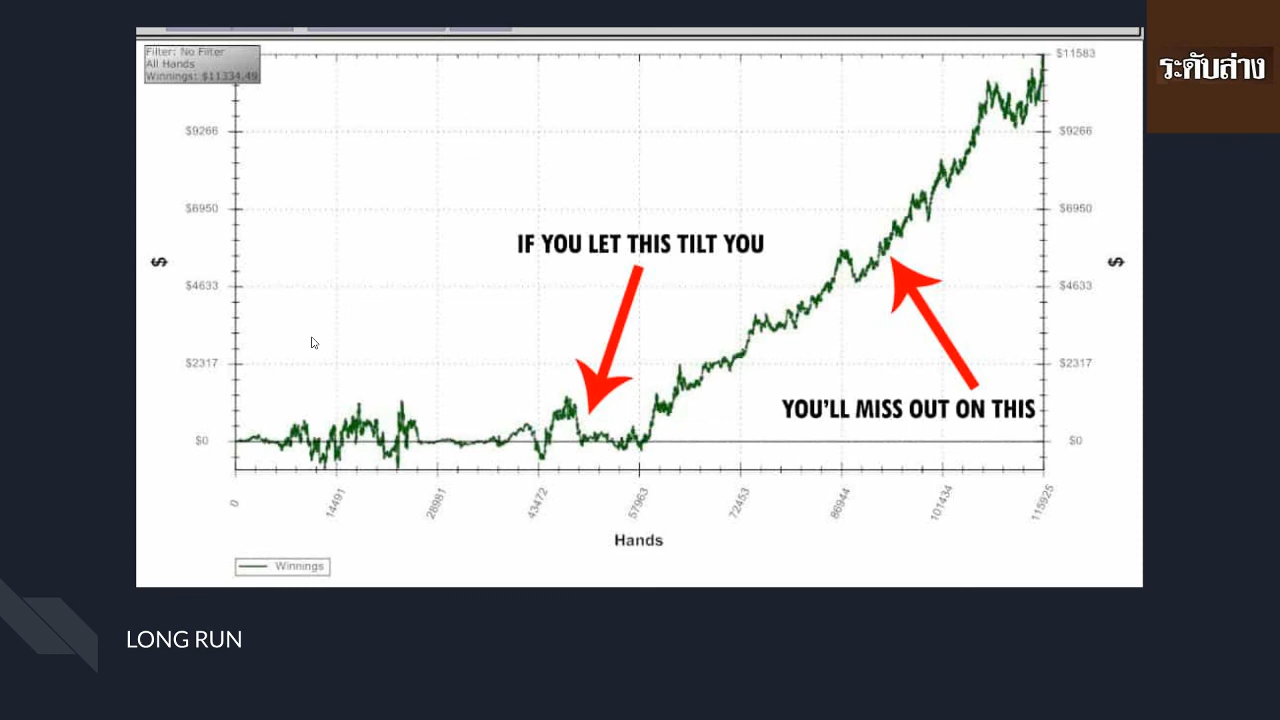 Filter: No Filter
All Hands
Winnings: $11334.49
ระดับล่าง
$11583
$9266
$9266
$6950
$6950
IF YOU LET THIS TILT YOU
$
$
$4633
$4633
$2317
$2317
YOU'LL MISS OUT ON THIS
$0
$0
0
14491
28981
43472
57963
72453
86944
101434
115925
Hands
Winnings
LONG RUN